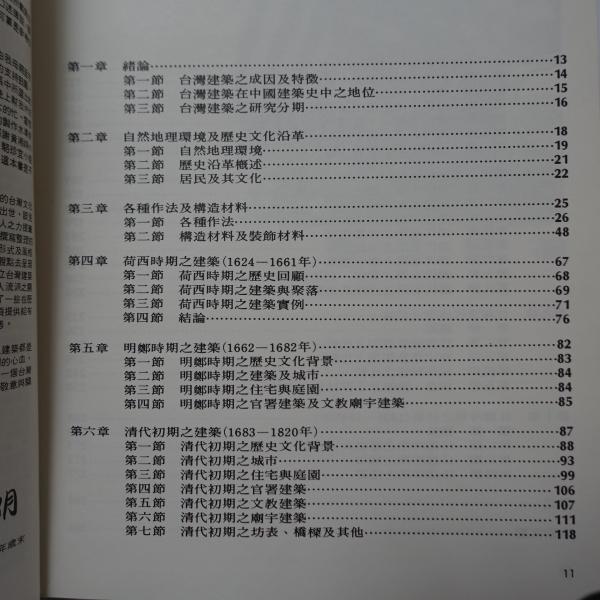 第一章 緒論……13
第一節 台灣建築之成因及特徵……14
第二節 台灣建築在中國建築史中之地位……15
第三節 台灣建築之研究分期……16
第二章 自然地理環境及歷史文化沿革……18
第一節 自然地理環境……19
第二節 歷史沿革概述……21
第三節 居民及其文化……22
第三章 各種作法及構造材料……25
第一節 各種作法……26
第二節 構造材料及裝飾材料……48
第四章 荷西時期之建築(1624—1661年)……67
第一節 荷西時期之歷史回顧……68
第二節 荷西時期之建築與聚落……69
第三節 荷西時期之建築實例……71
第四節 結論……76
第五章 明鄭時期之建築(1662—1682年)……82
第一節 明鄭時期之歷史文化背景……83
第二節 明鄭時期之建築及城市……84
第三節 明鄭時期之住宅與庭園……84
第四節 明鄭時期之官署建築及文教廟宇建築……85
第六章 清代初期之建築(1683—1820年)……87
第一節 清代初期之歷史文化背景……88
第二節 清代初期之城市……93
第三節 清代初期之住宅與庭園……99
第四節 清代初期之官署建築……106
第五節 清代初期之文教建築……107
第六節 清代初期之廟宇建築……111
第七節 清代初期之坊表、橋樑及其他……118
11